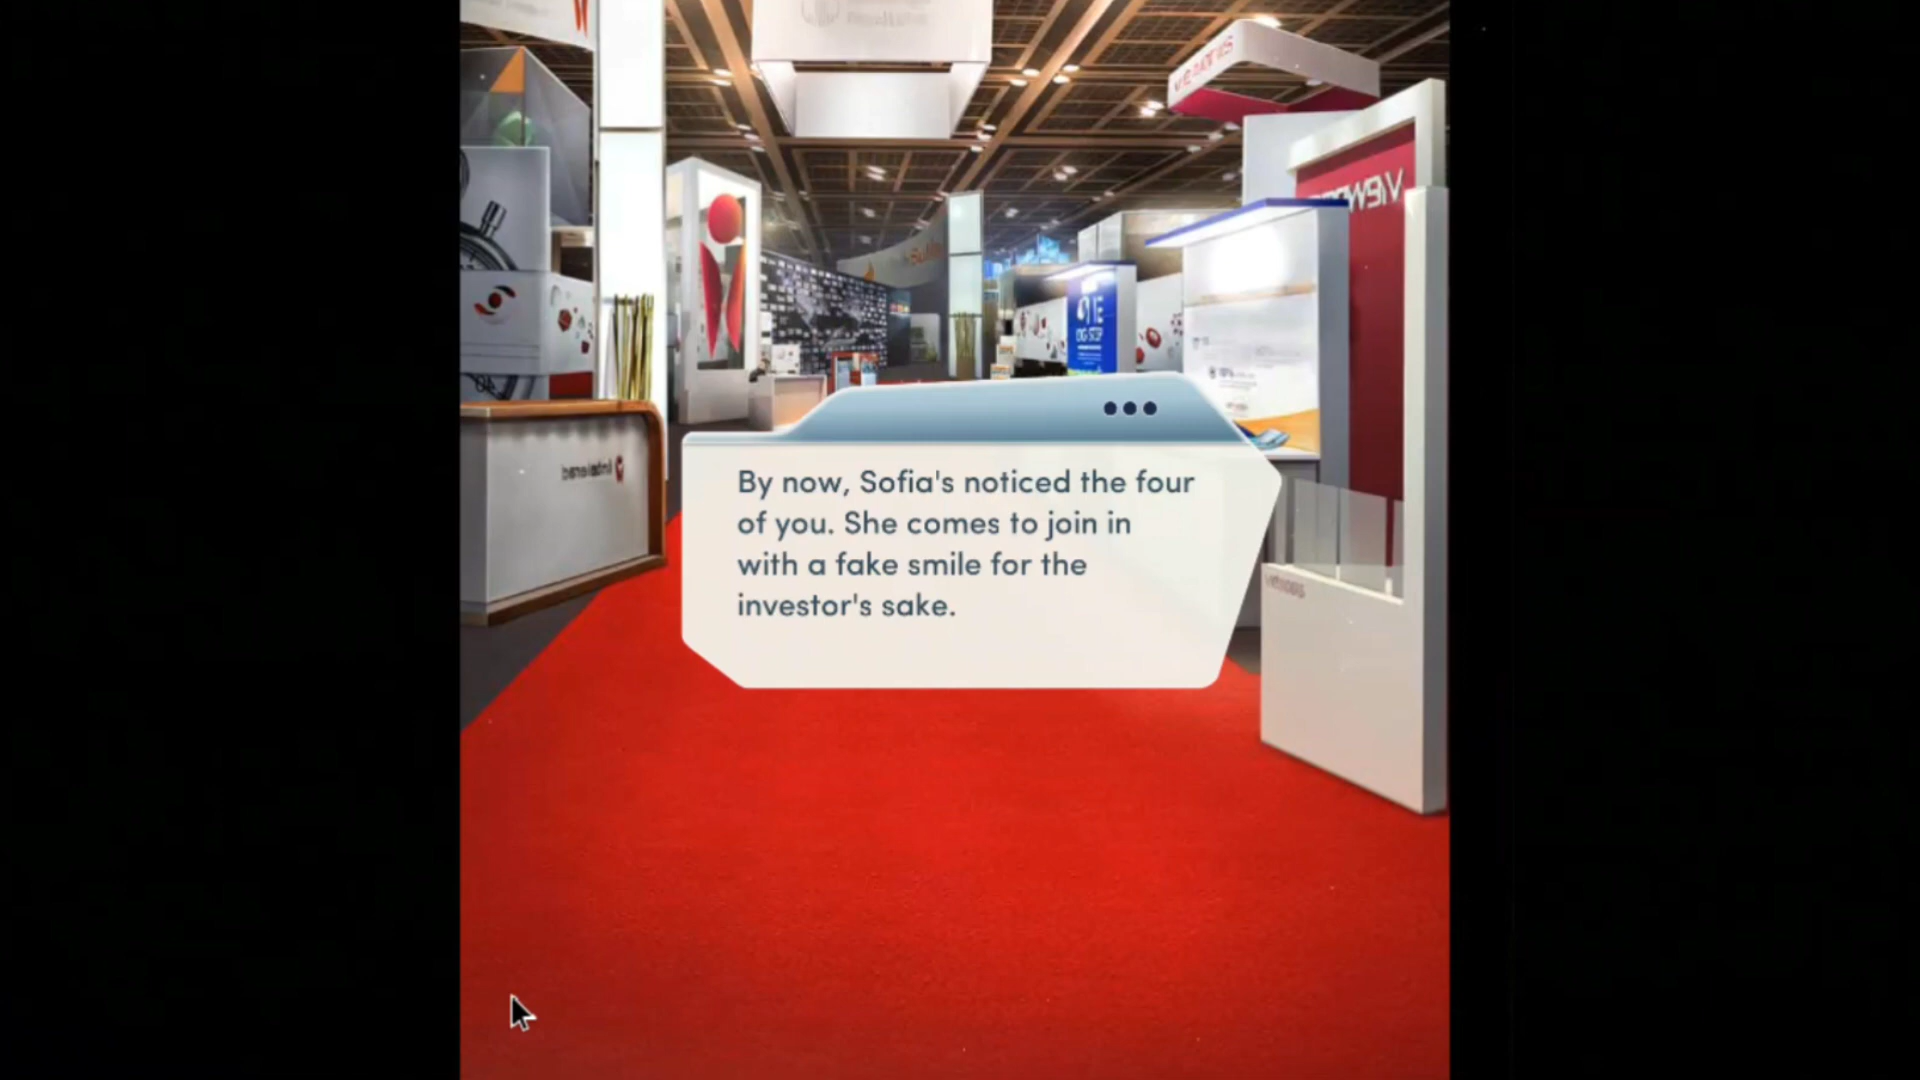 By now, Sofia's noticed the four
of you. She comes to join in
with a fake smile for the
investor's sake.